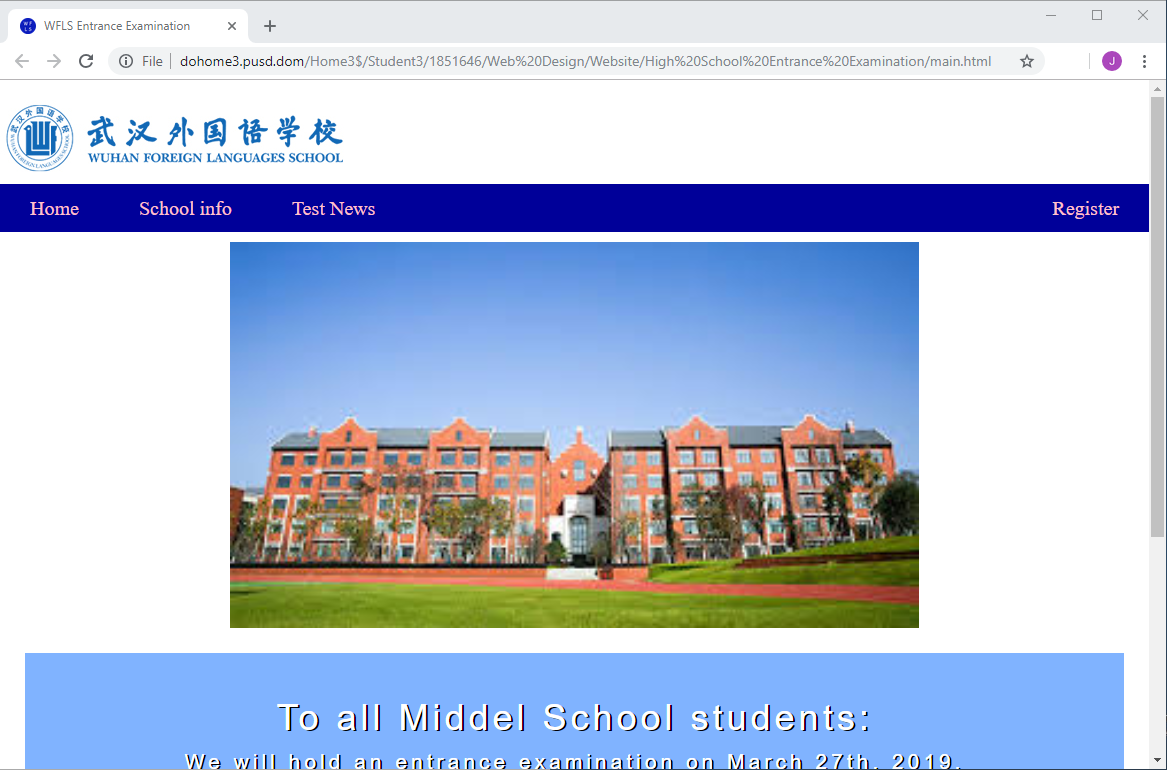 WFLS Entrance Examination
File
dohome3.pusd.dom/Home3$/Student3/1851646/Web%20Design/Website/High%20School%20Entrance%20Examination/main.html
J
武汉外国语学校
WUHAN FOREIGN LANGUAGES SCHOOL
Home School info Test News Register
To all Middel School students:
We will hold an entrance examination on March 27th, 2019.